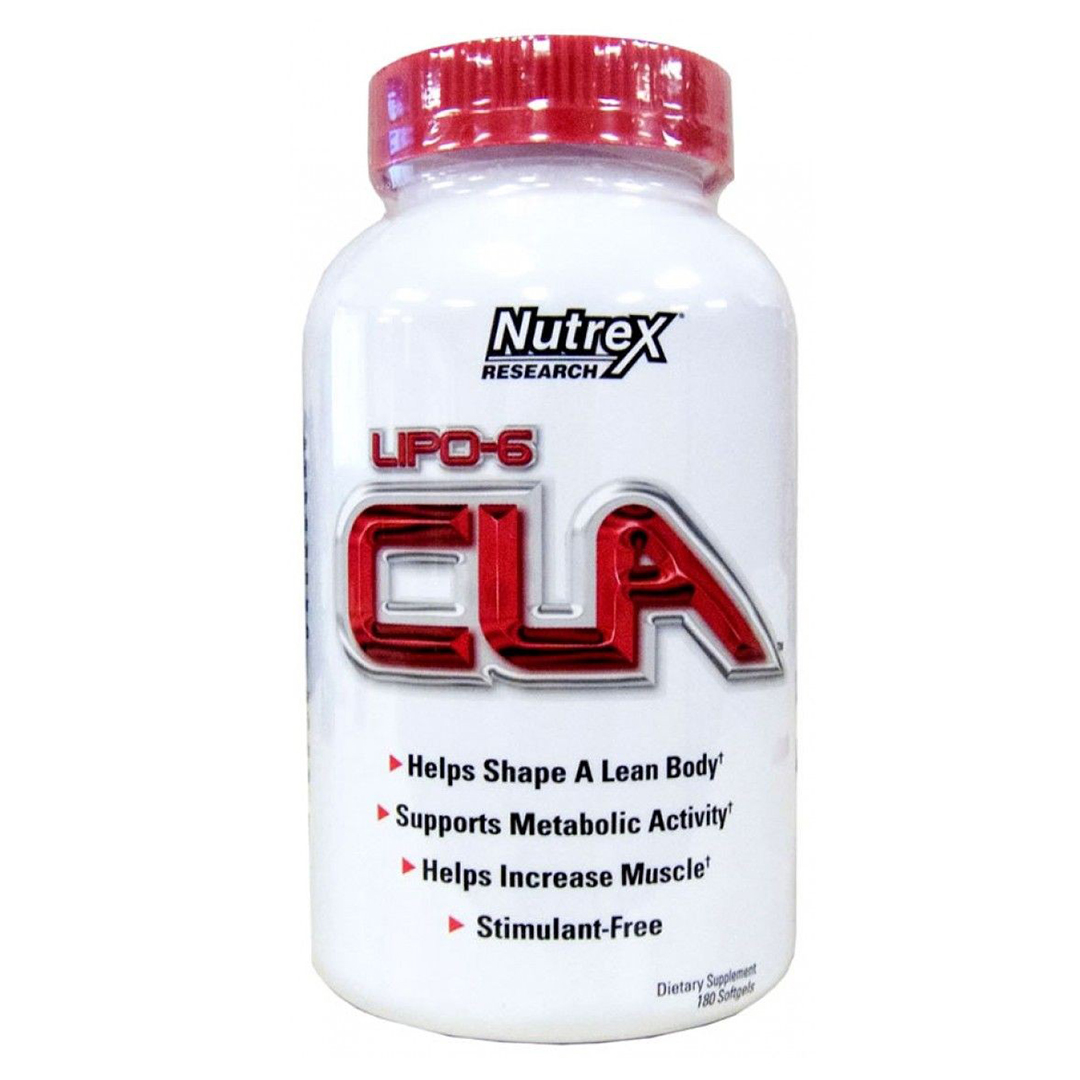 Nutrex®
RESEARCH
LIPO-6
CLA™
▶Helps Shape A Lean Body†
▶Supports Metabolic Activity†
▶Helps Increase Muscle†
▶ Stimulant-Free
Dietary Supplement
180 Softgels